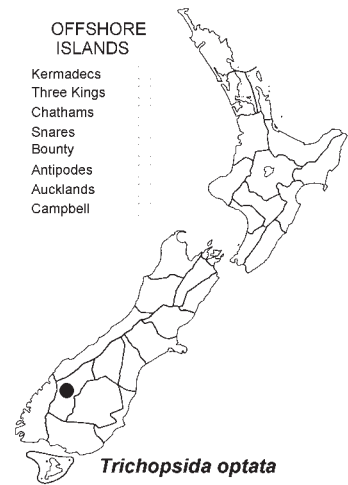 OFFSHORE
ISLANDS
Kermadecs
Three Kings
Chathams
Snares
Bounty
Antipodes
Aucklands
Campbell
Trichopsida optata